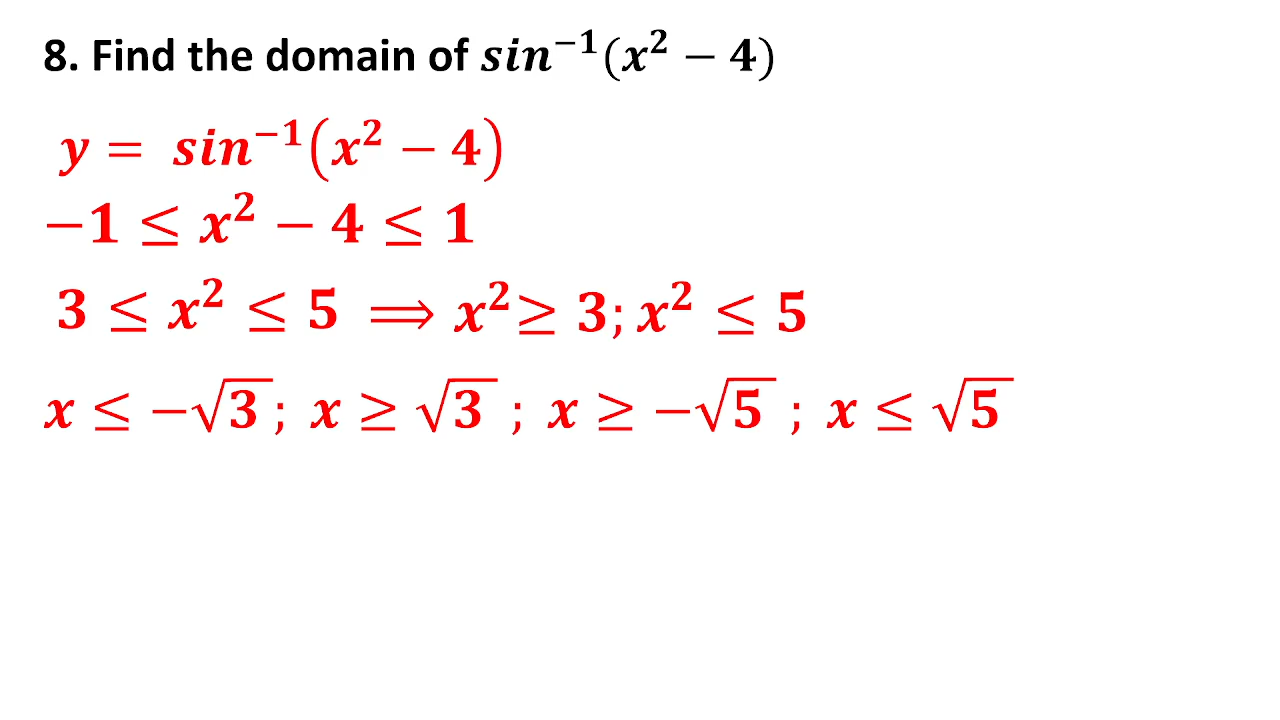 8. Find the domain of sin⁻¹(x² − 4)
y = sin⁻¹(x² − 4)
−1 ≤ x² − 4 ≤ 1
3 ≤ x² ≤ 5 ⟹ x² ≥ 3; x² ≤ 5
x ≤ −√3 ; x ≥ √3 ; x ≥ −√5 ; x ≤ √5